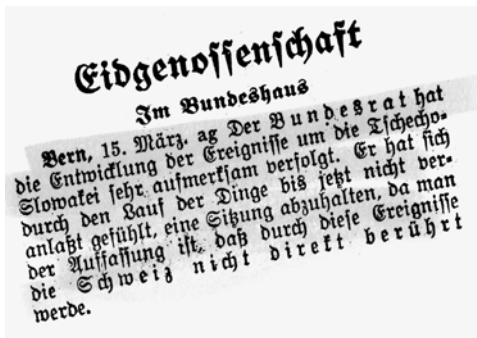 Eidgenossenschaft
Im Bundeshaus
Bern, 15. März. ag Der Bundesrat hat
die Entwicklung der Ereignisse um die Tschecho-
Slowakei sehr aufmerksam verfolgt. Er hat sich
durch den Lauf der Dinge bis jetzt nicht ver-
anlaßt gefühlt, eine Sitzung abzuhalten, da man
der Auffassung ist, daß durch diese Ereignisse
die Schweiz nicht direkt berührt
werde.